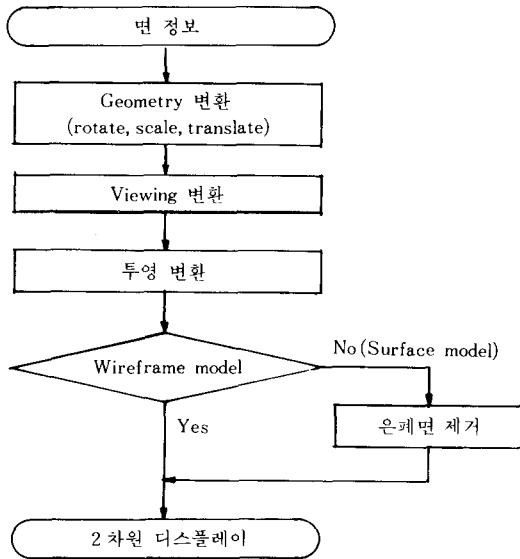 면 정보
Geometry 변환
(rotate, scale, translate)
Viewing 변환
투영 변환
Wireframe model
No(Surface model)
Yes
은폐면 제거
2차원 디스플레이